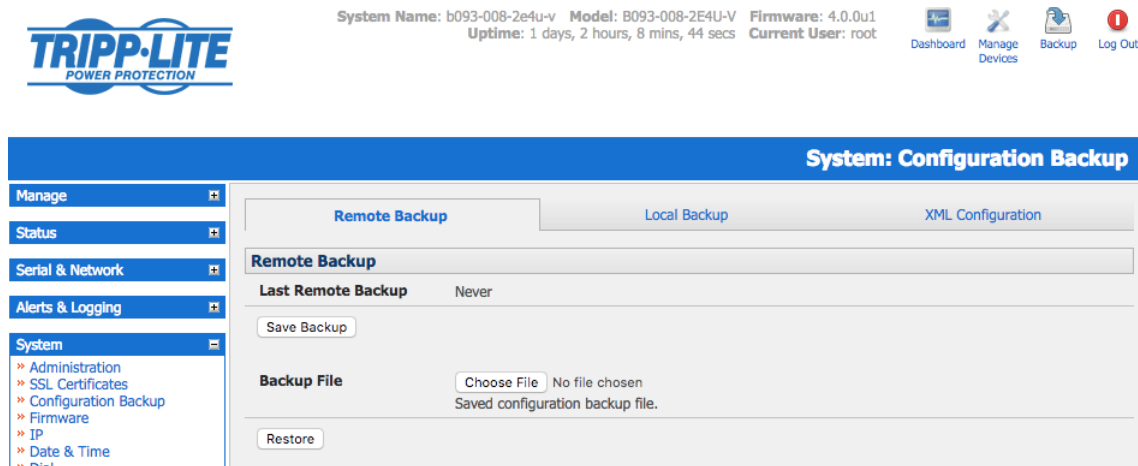 TRIPP·LITE
POWER PROTECTION
System Name: b093-008-2e4u-v Model: B093-008-2E4U-V Firmware: 4.0.0u1
Uptime: 1 days, 2 hours, 8 mins, 44 secs Current User: root
Dashboard
Manage Devices
Backup
Log Out
System: Configuration Backup
Manage
Status
Serial & Network
Alerts & Logging
System
» Administration
» SSL Certificates
» Configuration Backup
» Firmware
» IP
» Date & Time
Remote Backup
Local Backup
XML Configuration
Remote Backup
Last Remote Backup Never
Save Backup
Backup File Choose File No file chosen
Saved configuration backup file.
Restore